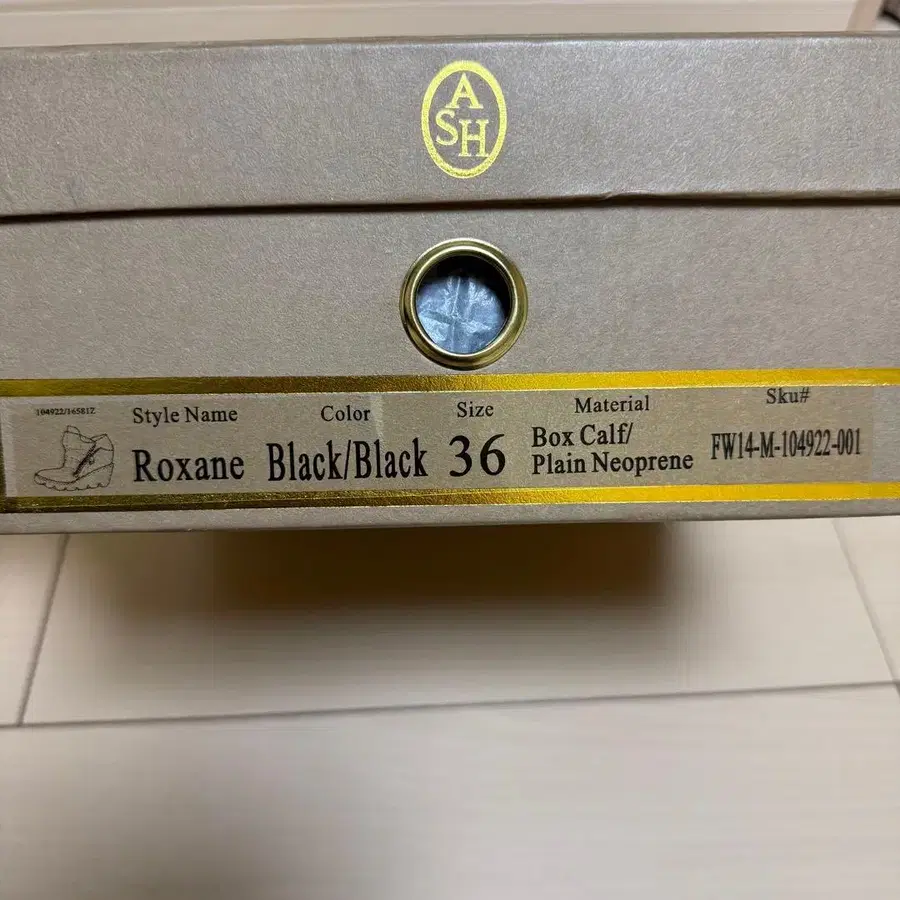 ASH
104922/16581Z
Style Name Color Size Material Sku#
Roxane Black/Black 36 Box Calf/
Plain Neoprene FW14-M-104922-001